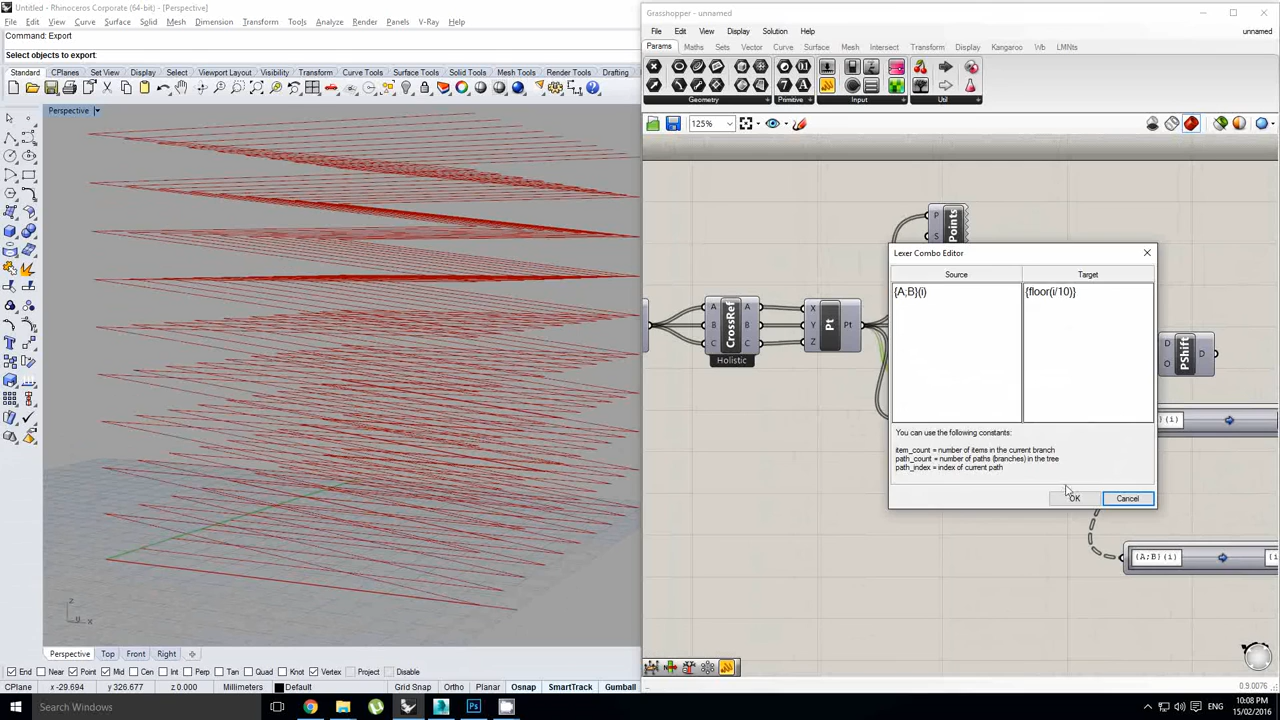 Untitled - Rhinoceros Corporate (64-bit) - [Perspective]
File Edit View Curve Surface Solid Mesh Dimension Transform Tools Analyze Render Panels V-Ray Help
Command: Export
Select objects to export
Standard CPlanes Set View Display Select Viewport Layout Visibility Transform Curve Tools Surface Tools Solid Tools Mesh Tools Render Tools Drafting
Perspective
z
y x
Perspective Top Front Right
End Near Point Mid Cen Int Perp Tan Quad Knot Vertex Project Disable
CPlane x -29.694 y 326.677 z 0.000 Millimeters Default Grid Snap Ortho Planar Osnap SmartTrack Gumball
Grasshopper - unnamed
File Edit View Display Solution Help unnamed
Params Maths Sets Vector Curve Surface Mesh Intersect Transform Display Kangaroo Wb LMNts
Geometry Primitive Input Util
125%
P
S
Points
A
B
C
CrossRef
A
B
C
Holistic
X
Y
Z
Pt
Pt
D
O
PShift
D
}(i)
{A;B}(i)
{i
Lexer Combo Editor
Source Target
{A;B}(i) {floor(i/10)}
You can use the following constants:
item_count = number of items in the current branch
path_count = number of paths (branches) in the tree
path_index = index of current path
OK Cancel
0.9.0076
Search Windows
ENG
10:08 PM
15/02/2016